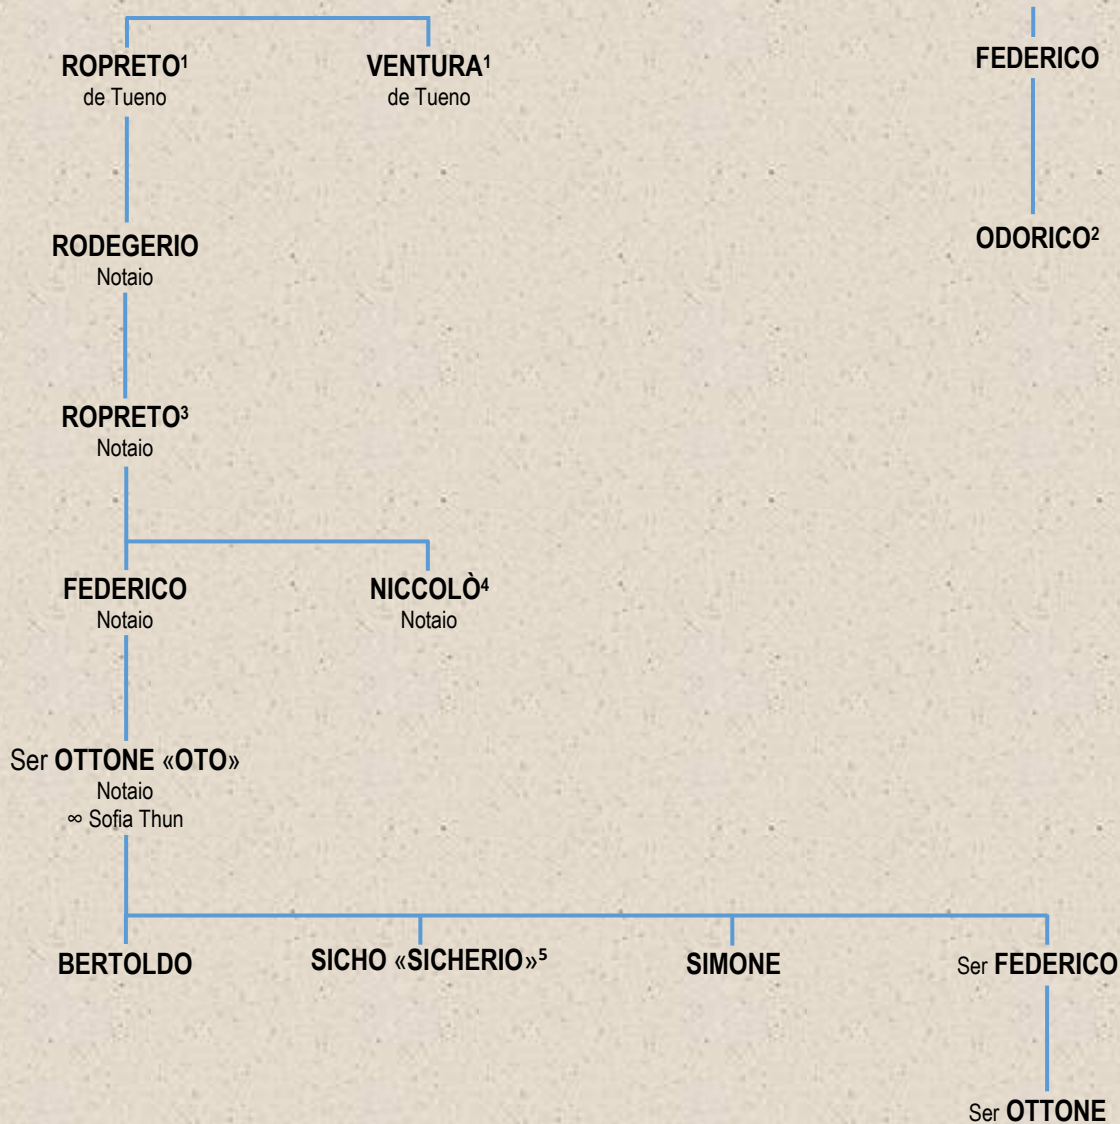 ROPRETO¹
de Tueno
VENTURA¹
de Tueno
FEDERICO
RODEGERIO
Notaio
ODORICO²
ROPRETO³
Notaio
FEDERICO
Notaio
NICCOLÒ⁴
Notaio
Ser OTTONE «OTO»
Notaio
∞ Sofia Thun
BERTOLDO
SICHO «SICHERIO»⁵
SIMONE
Ser FEDERICO
Ser OTTONE